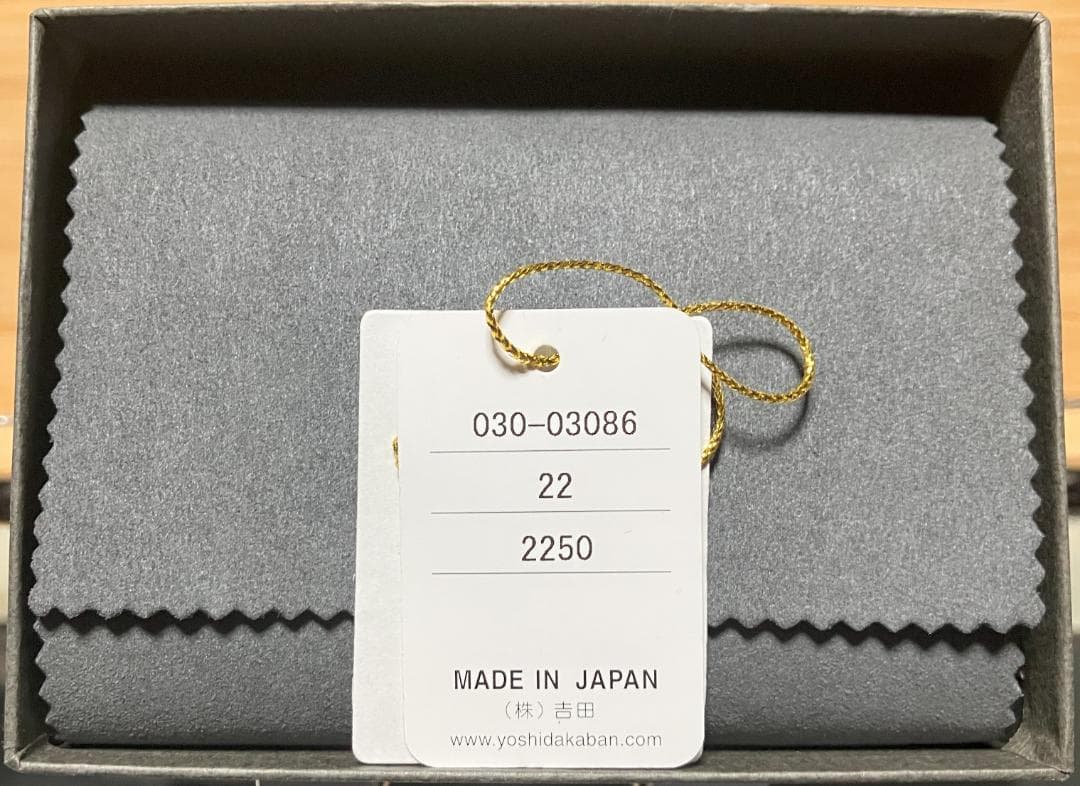 030-03086
22
2250
MADE IN JAPAN
(株)吉田
www.yoshidakaban.com